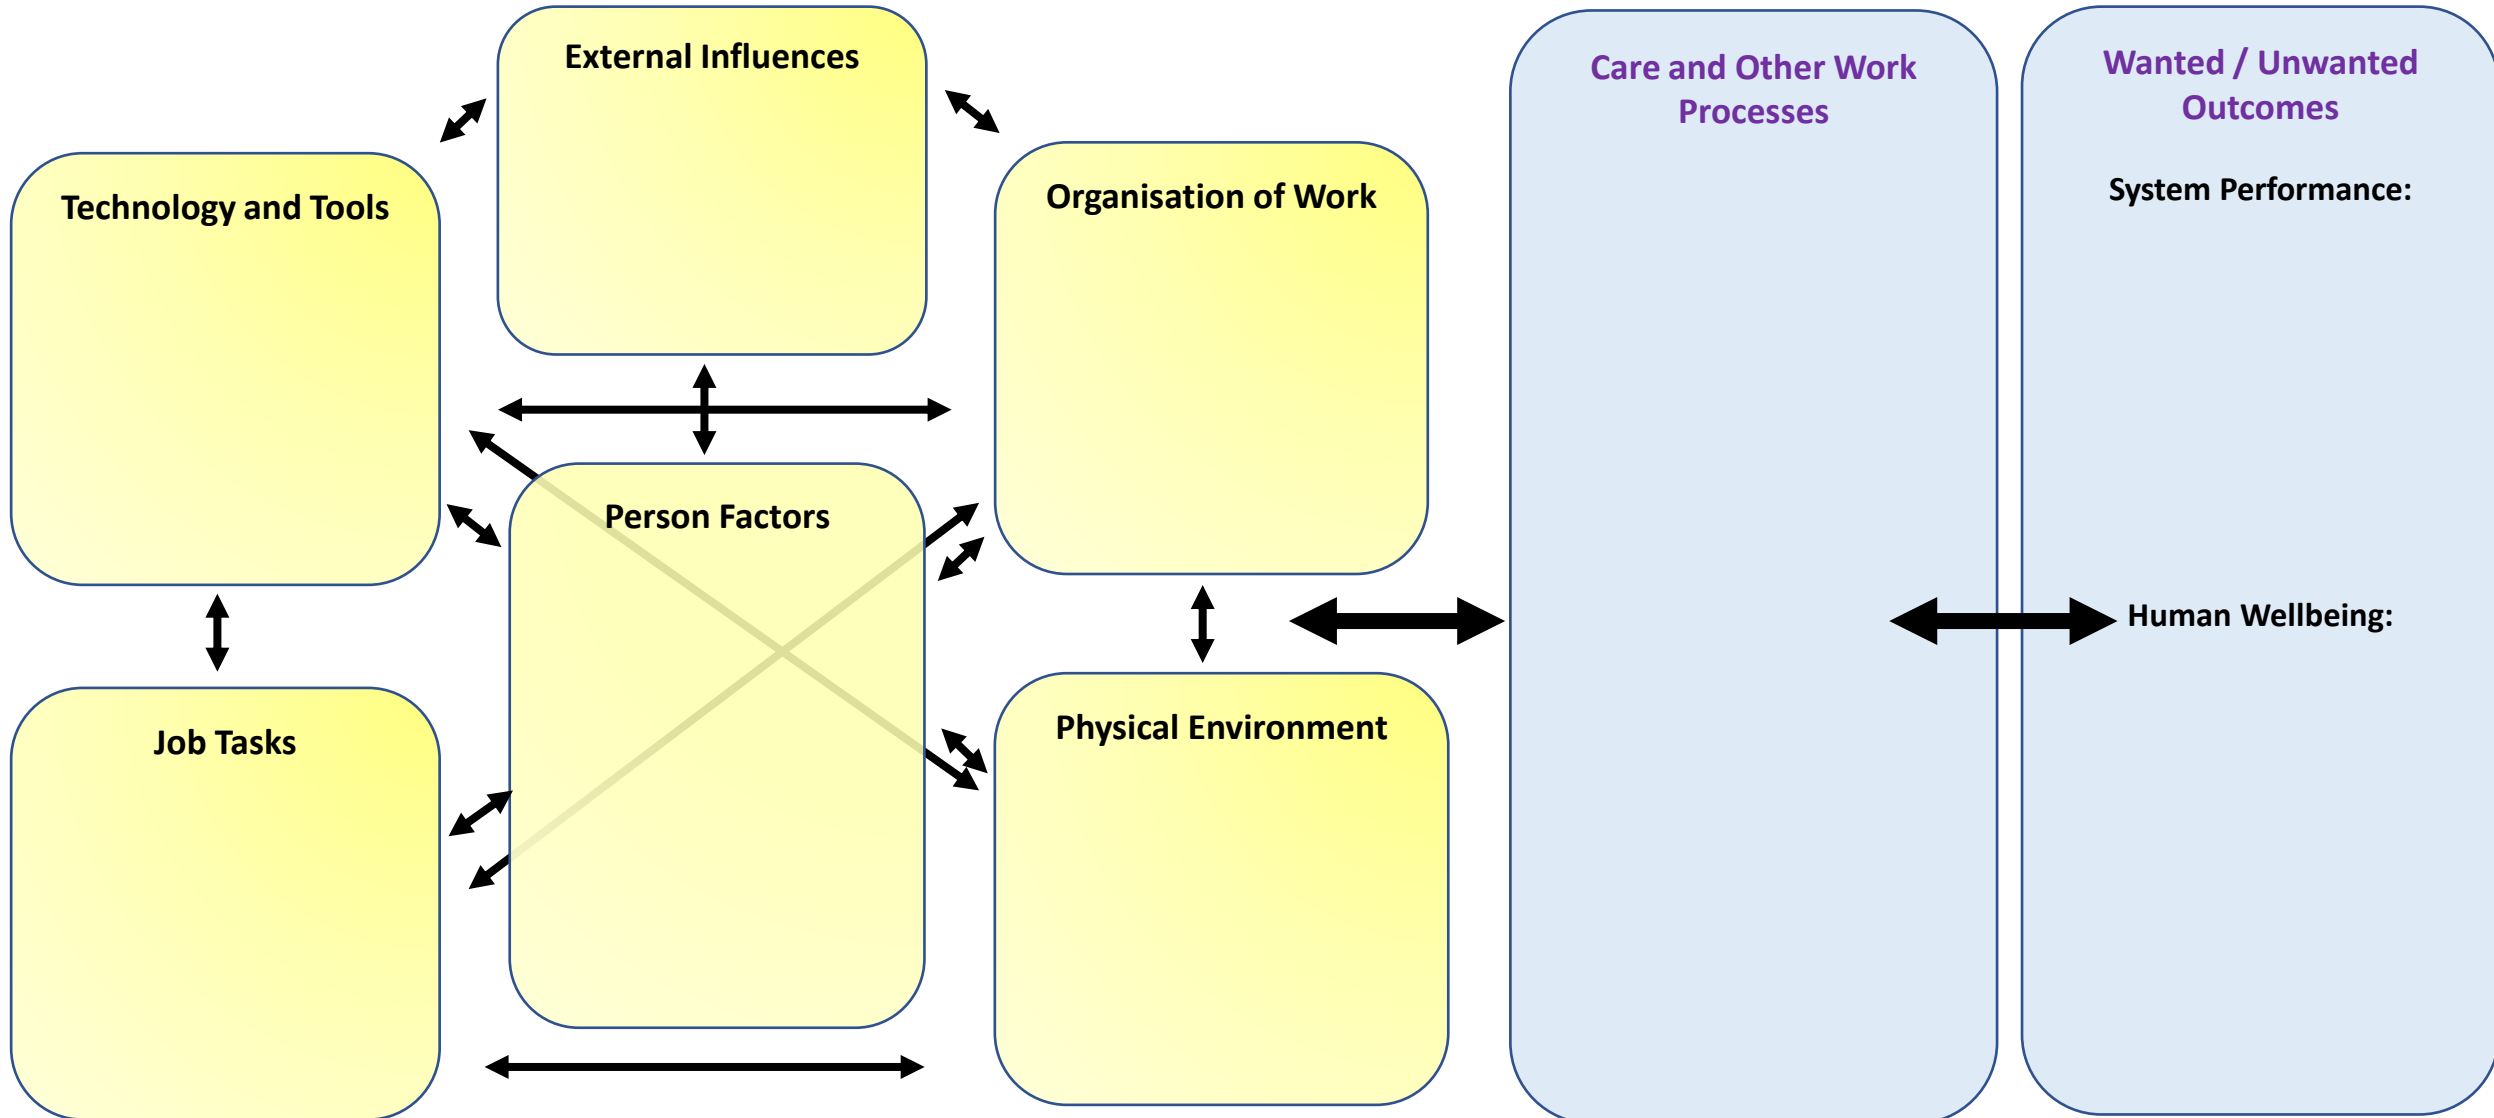 External Influences
Technology and Tools
Organisation of Work
Person Factors
Job Tasks
Physical Environment
Care and Other Work
Processes
Wanted / Unwanted
Outcomes
System Performance:
Human Wellbeing: